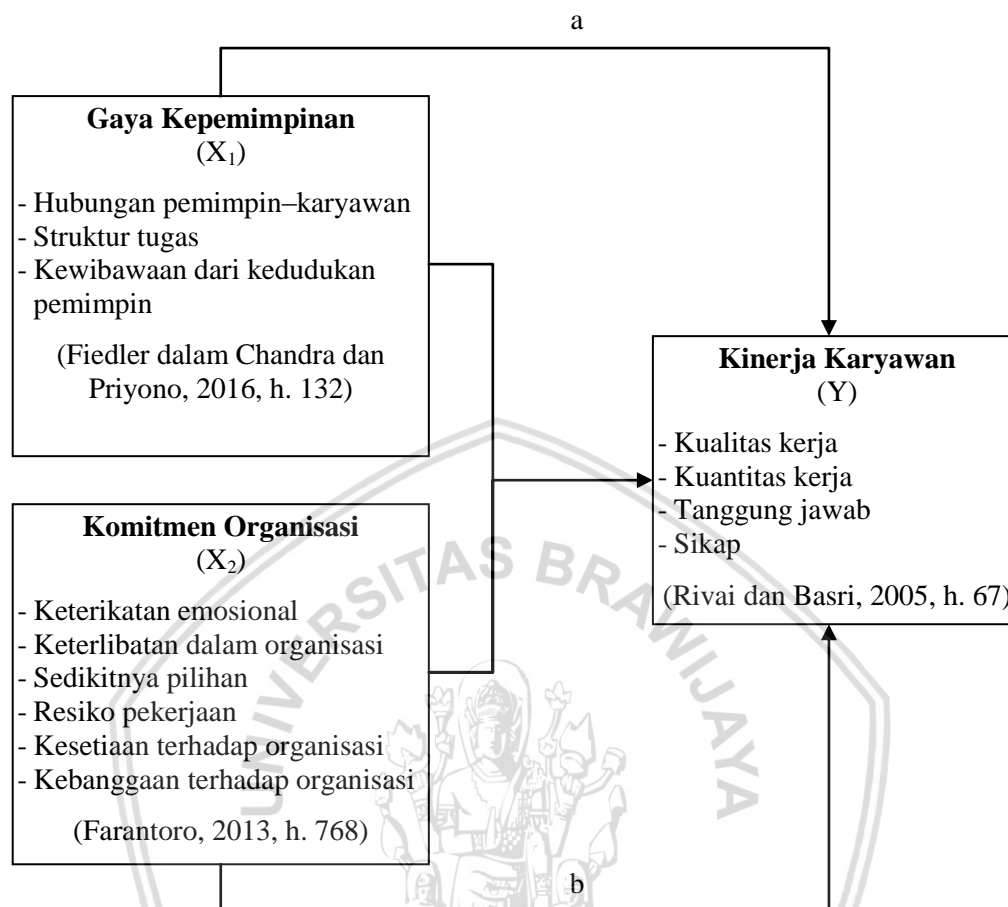 a
Gaya Kepemimpinan
(X₁)
- Hubungan pemimpin–karyawan
- Struktur tugas
- Kewibawaan dari kedudukan
pemimpin
(Fiedler dalam Chandra dan
Priyono, 2016, h. 132)
Kinerja Karyawan
(Y)
- Kualitas kerja
- Kuantitas kerja
- Tanggung jawab
- Sikap
(Rivai dan Basri, 2005, h. 67)
Komitmen Organisasi
(X₂)
- Keterikatan emosional
- Keterlibatan dalam organisasi
- Sedikitnya pilihan
- Resiko pekerjaan
- Kesetiaan terhadap organisasi
- Kebanggaan terhadap organisasi
(Farantoro, 2013, h. 768)
b
UNIVERSITAS BRAWIJAYA